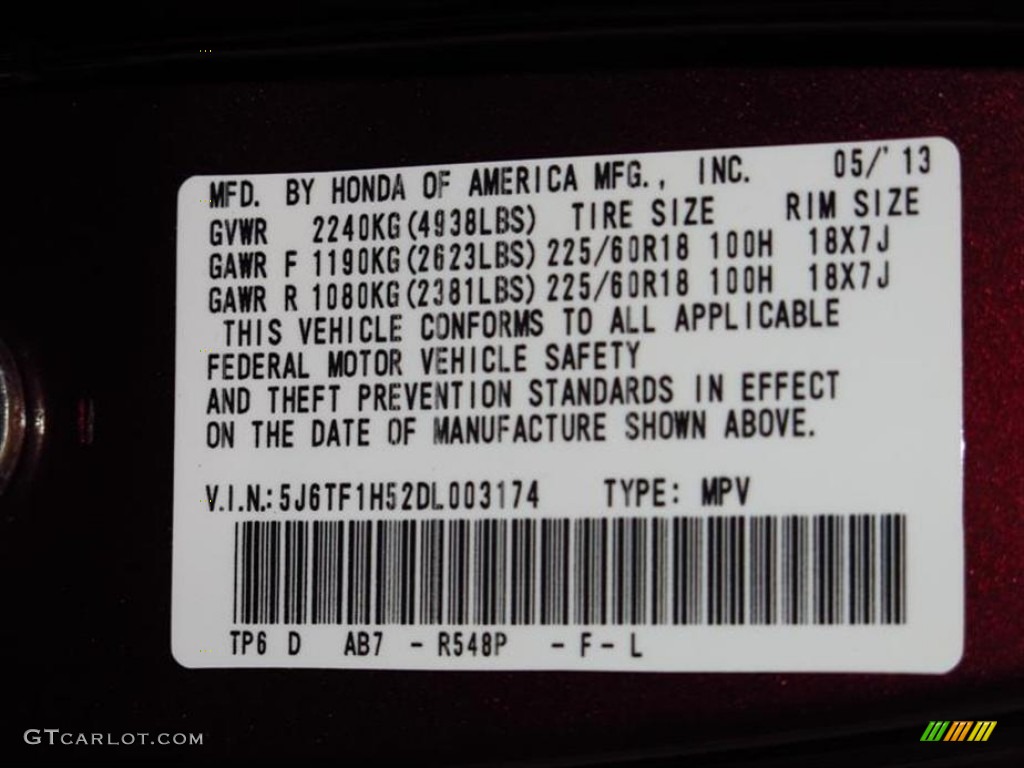 MFD. BY HONDA OF AMERICA MFG., INC. 05/'13
GVWR 2240KG(4938LBS) TIRE SIZE RIM SIZE
GAWR F 1190KG(2623LBS) 225/60R18 100H 18X7J
GAWR R 1080KG(2381LBS) 225/60R18 100H 18X7J
THIS VEHICLE CONFORMS TO ALL APPLICABLE
FEDERAL MOTOR VEHICLE SAFETY
AND THEFT PREVENTION STANDARDS IN EFFECT
ON THE DATE OF MANUFACTURE SHOWN ABOVE.
V.I.N.: 5J6TF1H52DL003174 TYPE: MPV
TP6 D AB7 - R548P - F - L
GTCARLOT.COM